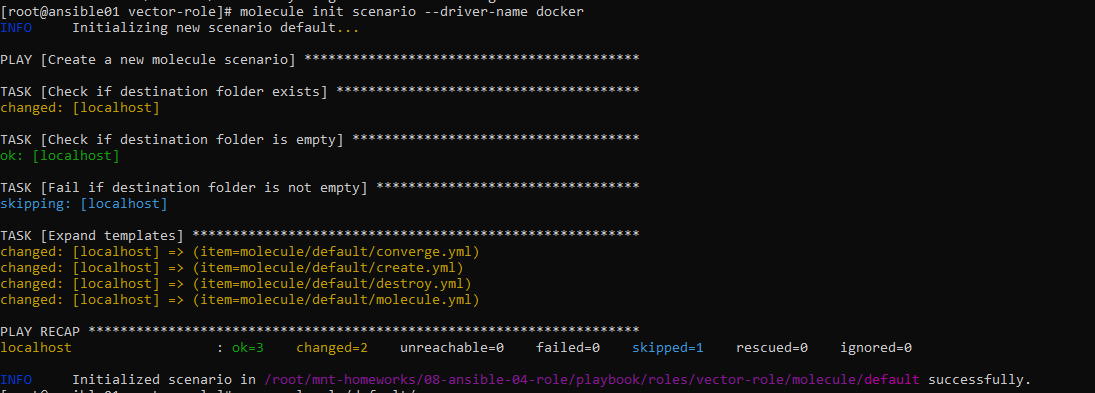 [root@ansible01 vector-role]# molecule init scenario --driver-name docker
INFO     Initializing new scenario default...
PLAY [Create a new molecule scenario] ******************************************
TASK [Check if destination folder exists] **************************************
changed: [localhost]
TASK [Check if destination folder is empty] ************************************
ok: [localhost]
TASK [Fail if destination folder is not empty] *********************************
skipping: [localhost]
TASK [Expand templates] ********************************************************
changed: [localhost] => (item=molecule/default/converge.yml)
changed: [localhost] => (item=molecule/default/create.yml)
changed: [localhost] => (item=molecule/default/destroy.yml)
changed: [localhost] => (item=molecule/default/molecule.yml)
PLAY RECAP *********************************************************************
localhost                  : ok=3    changed=2    unreachable=0    failed=0    skipped=1    rescued=0    ignored=0
INFO     Initialized scenario in /root/mnt-homeworks/08-ansible-04-role/playbook/roles/vector-role/molecule/default successfully.